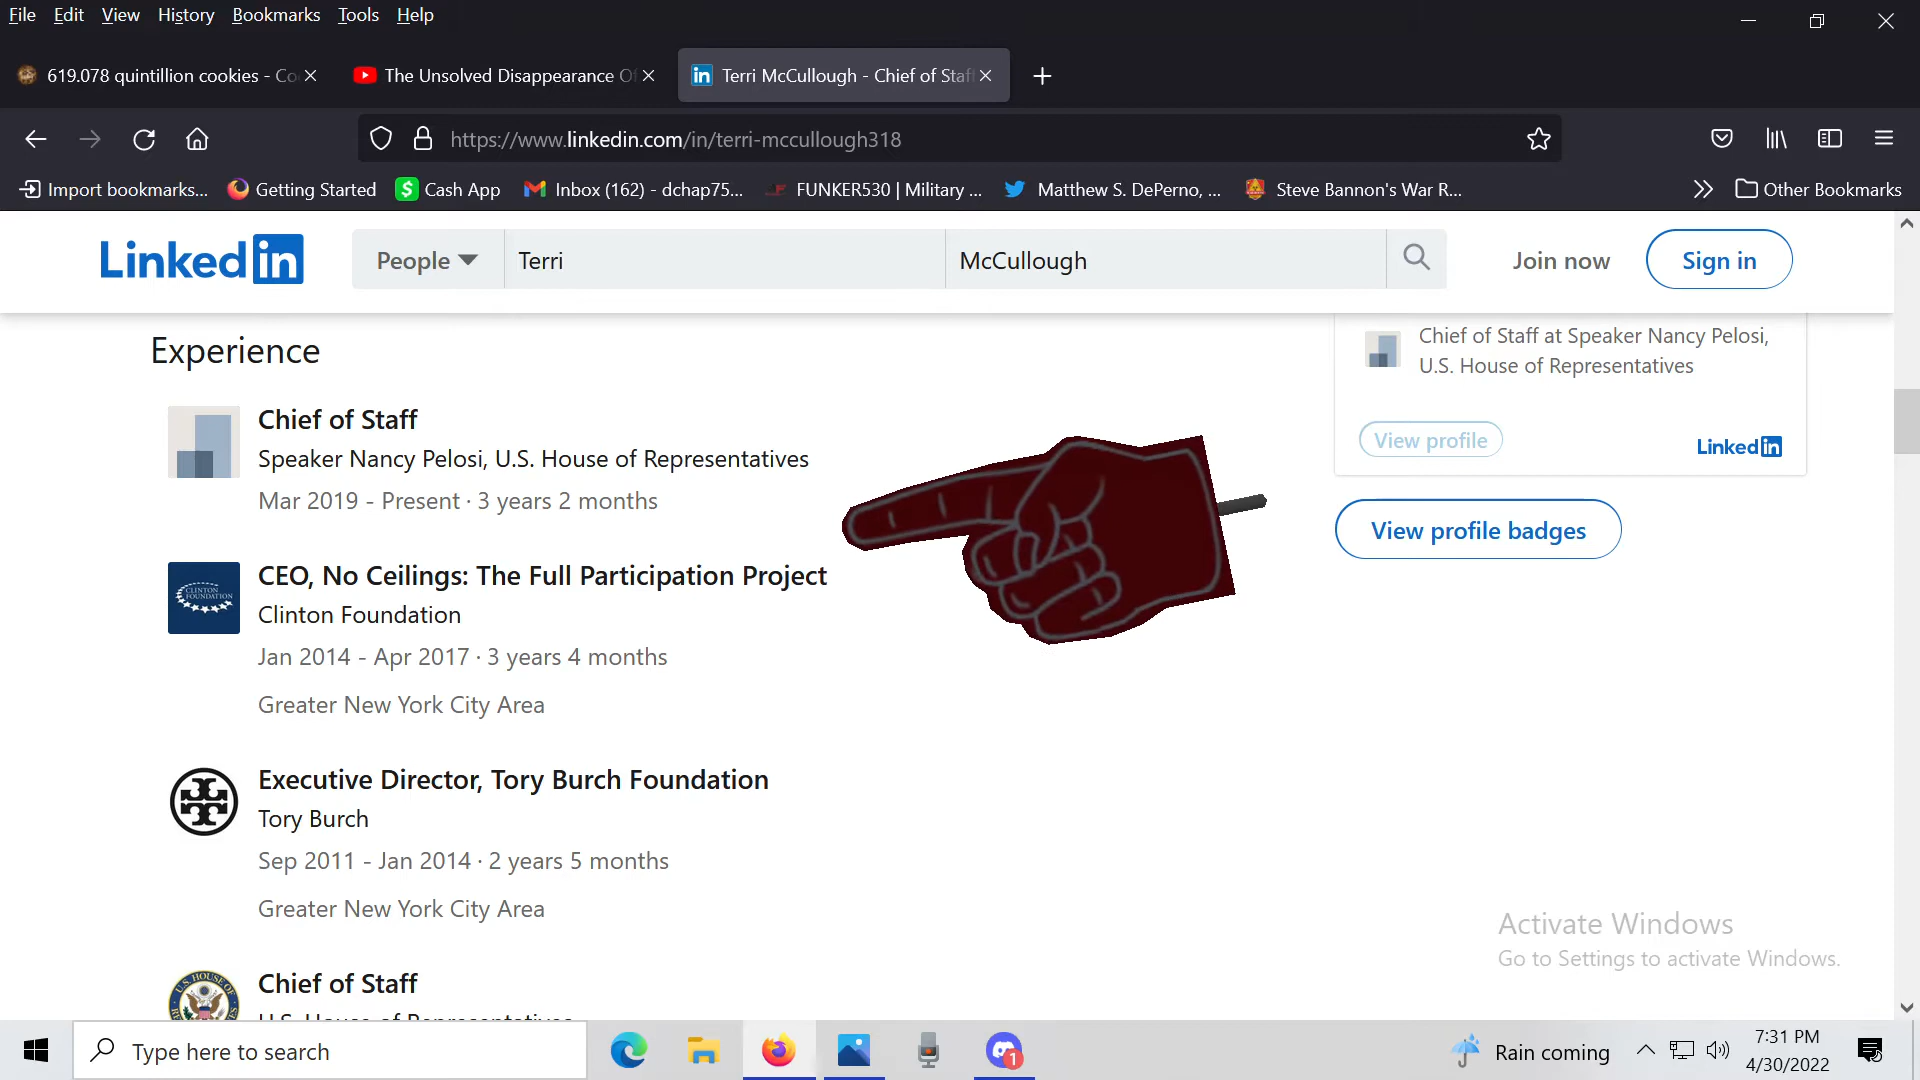 File Edit View History Bookmarks Tools Help
619.078 quintillion cookies - Co
The Unsolved Disappearance Of
Terri McCullough - Chief of Staf
https://www.linkedin.com/in/terri-mccullough318
Import bookmarks... Getting Started Cash App Inbox (162) - dchap75... FUNKER530 | Military ... Matthew S. DePerno, ... Steve Bannon's War R... Other Bookmarks
Linkedin People Terri McCullough Join now Sign in
Experience
Chief of Staff
Speaker Nancy Pelosi, U.S. House of Representatives
Mar 2019 - Present · 3 years 2 months
CLINTON FOUNDATION
CEO, No Ceilings: The Full Participation Project
Clinton Foundation
Jan 2014 - Apr 2017 · 3 years 4 months
Greater New York City Area
Executive Director, Tory Burch Foundation
Tory Burch
Sep 2011 - Jan 2014 · 2 years 5 months
Greater New York City Area
Chief of Staff
U.S. House of Representatives
Chief of Staff at Speaker Nancy Pelosi,
U.S. House of Representatives
View profile Linkedin
View profile badges
Activate Windows
Go to Settings to activate Windows.
Type here to search
1
Rain coming
7:31 PM
4/30/2022